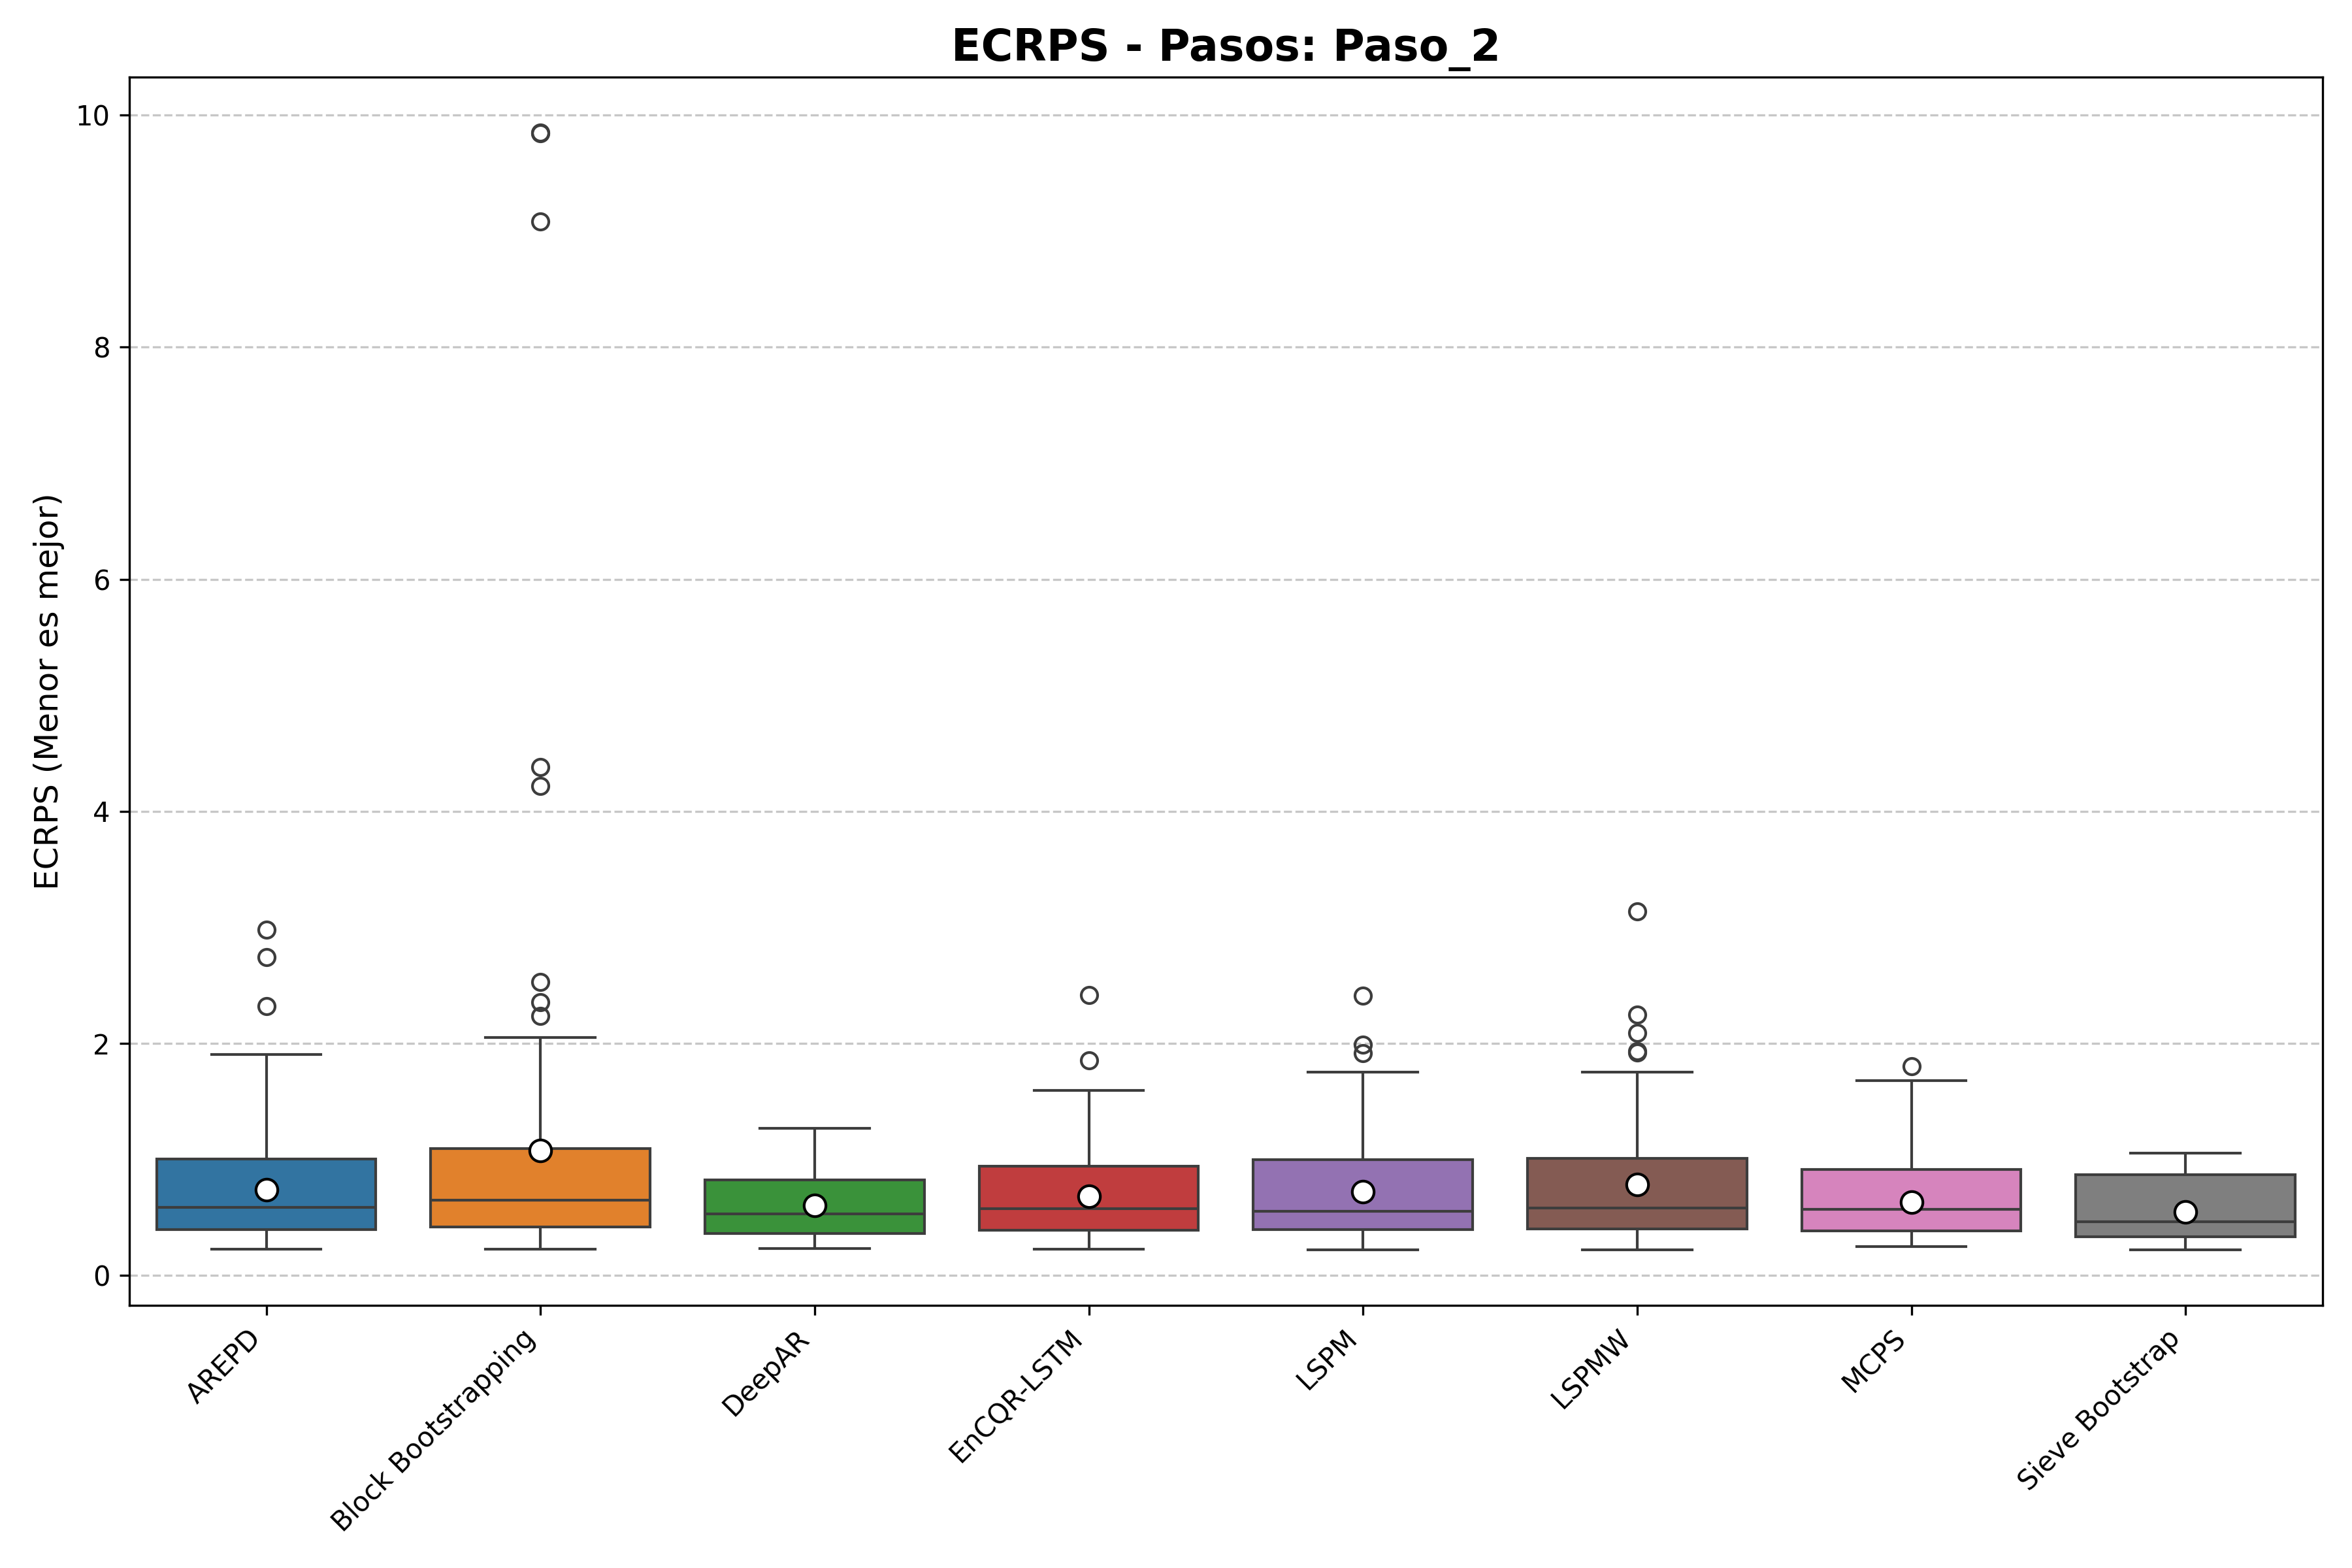 ECRPS - Pasos: Paso_2
ECRPS (Menor es mejor)
10
8
6
4
2
0
AREPD
Block Bootstrapping
DeepAR
EnCQR-LSTM
LSPM
LSPMW
MCPS
Sieve Bootstrap